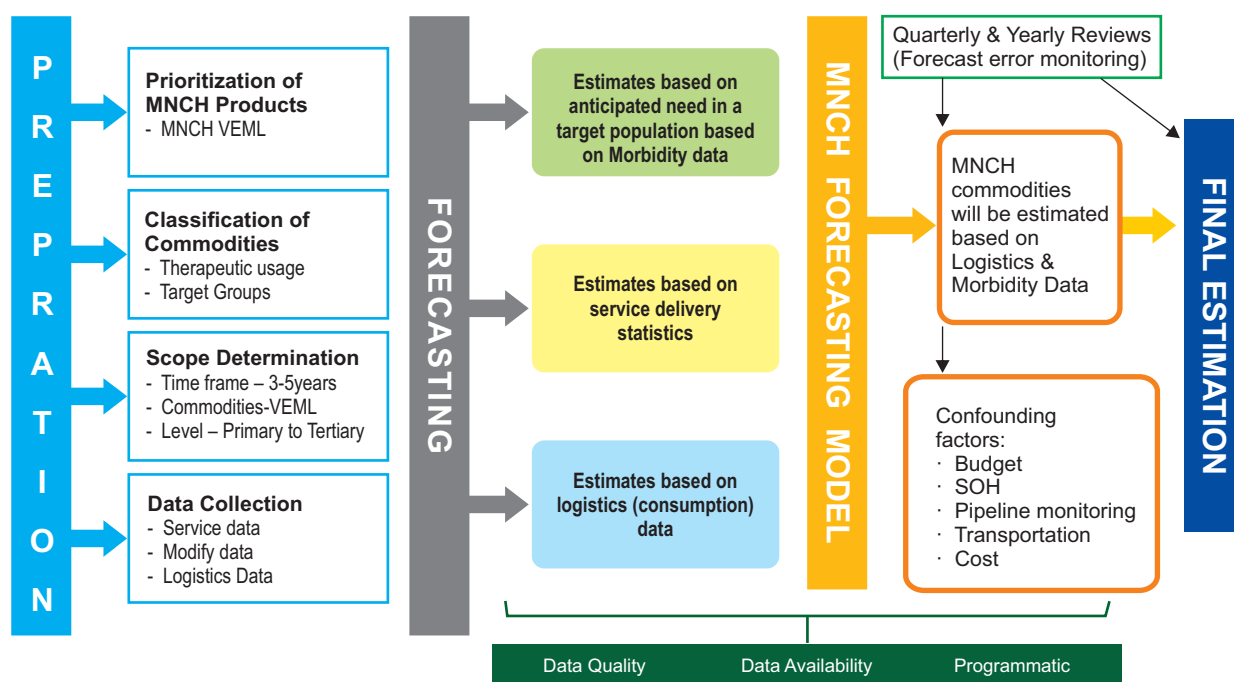 PREPRATION
Prioritization of
MNCH Products
- MNCH VEML
Classification of
Commodities
- Therapeutic usage
- Target Groups
Scope Determination
- Time frame – 3-5years
- Commodities-VEML
- Level – Primary to Tertiary
Data Collection
- Service data
- Modify data
- Logistics Data
FORECASTING
Estimates based on
anticipated need in a
target population based
on Morbidity data
Estimates based on
service delivery
statistics
Estimates based on
logistics (consumption)
data
MNCH FORECASTING MODEL
Quarterly & Yearly Reviews
(Forecast error monitoring)
MNCH
commodities
will be estimated
based on
Logistics &
Morbidity Data
Confounding
factors:
· Budget
· SOH
· Pipeline monitoring
· Transportation
· Cost
FINAL ESTIMATION
Data Quality Data Availability Programmatic